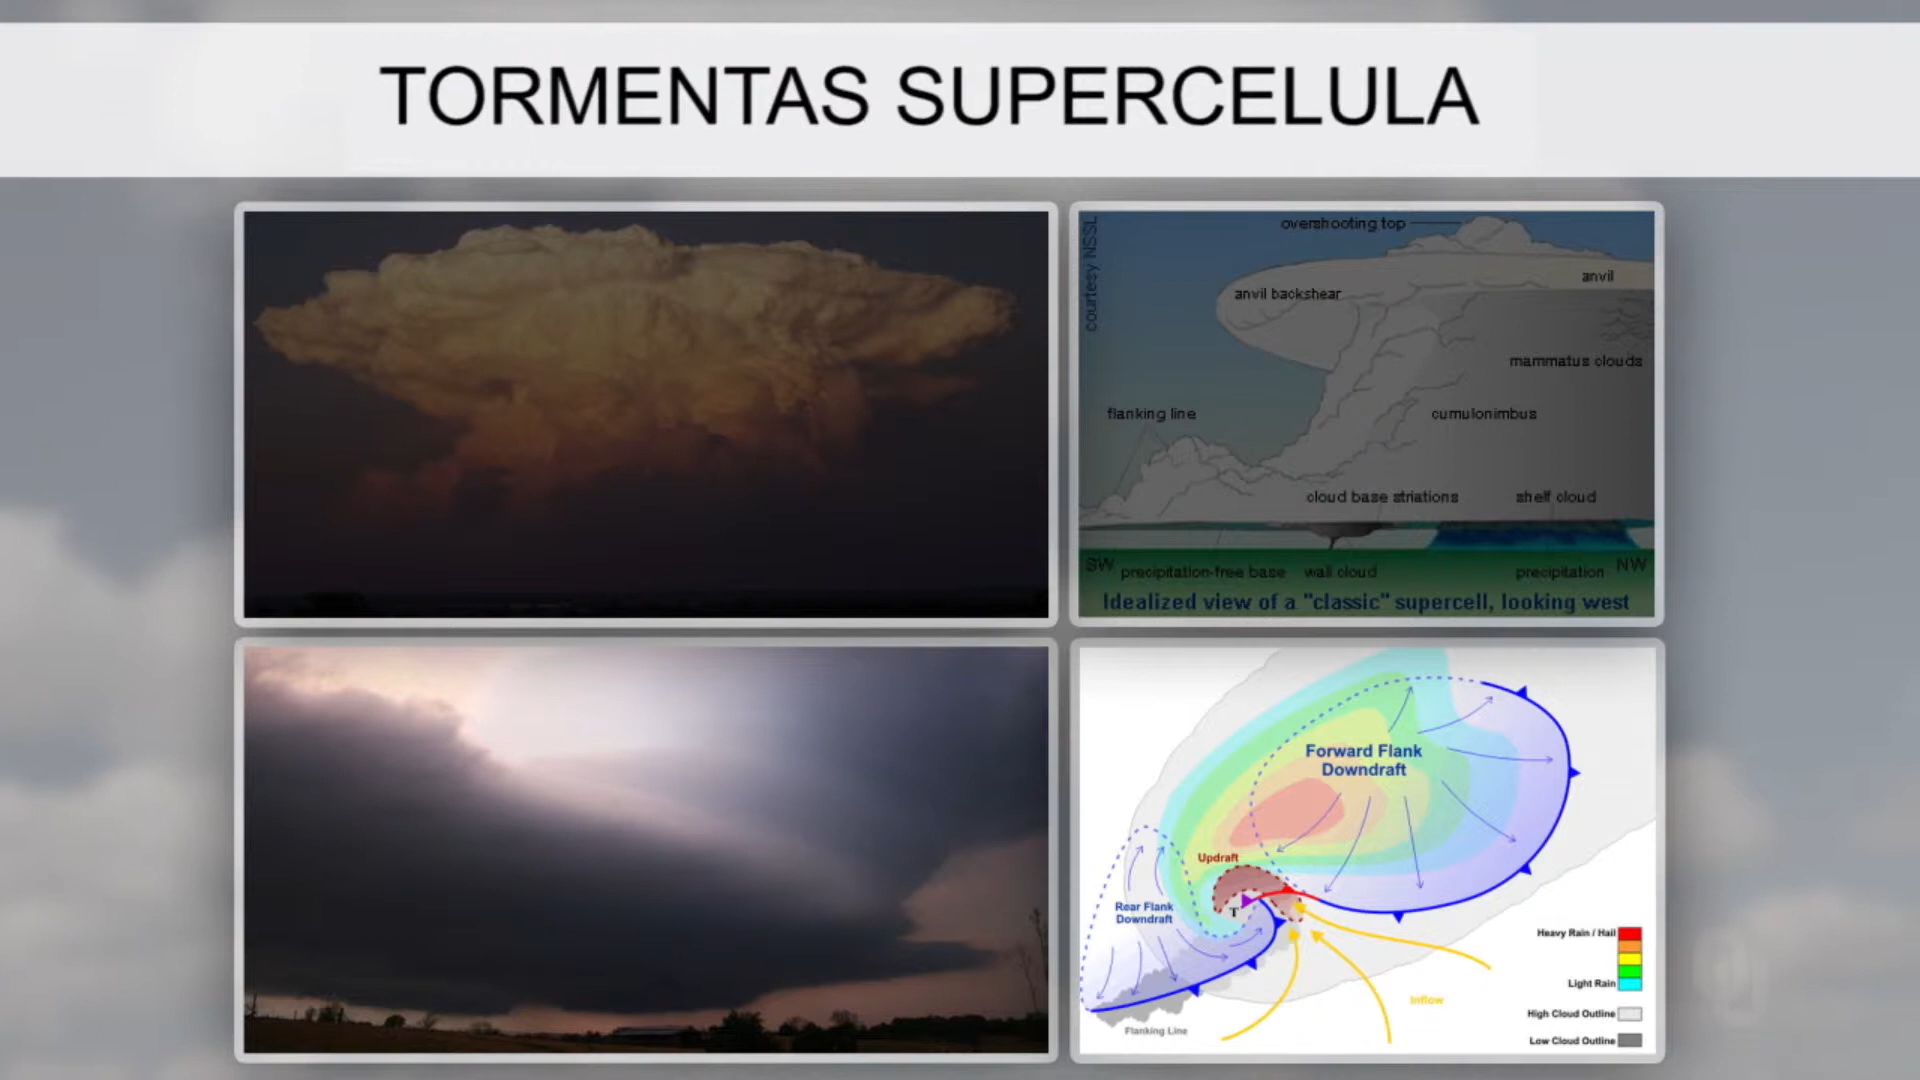 TORMENTAS SUPERCELULA
courtesy NSSL
overshooting top
anvil
anvil backshear
mammatus clouds
flanking line
cumulonimbus
cloud base striations
shelf cloud
SW
precipitation-free base
wall cloud
precipitation
NW
Idealized view of a "classic" supercell, looking west
Forward Flank
Downdraft
Updraft
T
Rear Flank
Downdraft
Heavy Rain / Hail
Light Rain
Inflow
High Cloud Outline
Flanking Line
Low Cloud Outline